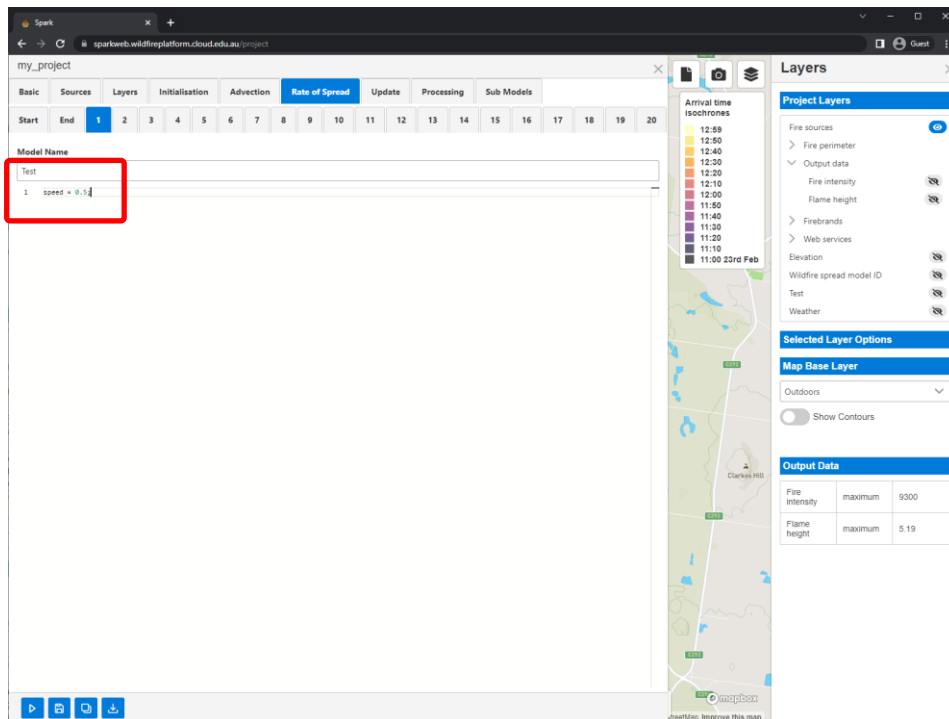 Spark
sparkweb.wildfireplatform.cloud.edu.au/project
Guest
my_project
Basic Sources Layers Initialisation Advection Rate of Spread Update Processing Sub Models
Start End 1 2 3 4 5 6 7 8 9 10 11 12 13 14 15 16 17 18 19 20
Model Name
Test
1 speed = 0.5;
Arrival time
isochrones
12:59
12:50
12:40
12:30
12:20
12:10
12:00
11:50
11:40
11:30
11:20
11:10
11:00 23rd Feb
C292
Clarkes Hill
C292
C292
mapbox
Improve this map
Layers
Project Layers
Fire sources
Fire perimeter
Output data
Fire intensity
Flame height
Firebrands
Web services
Elevation
Wildfire spread model ID
Test
Weather
Selected Layer Options
Map Base Layer
Outdoors
Show Contours
Output Data
Fire
intensity maximum 9300
Flame
height maximum 5.19